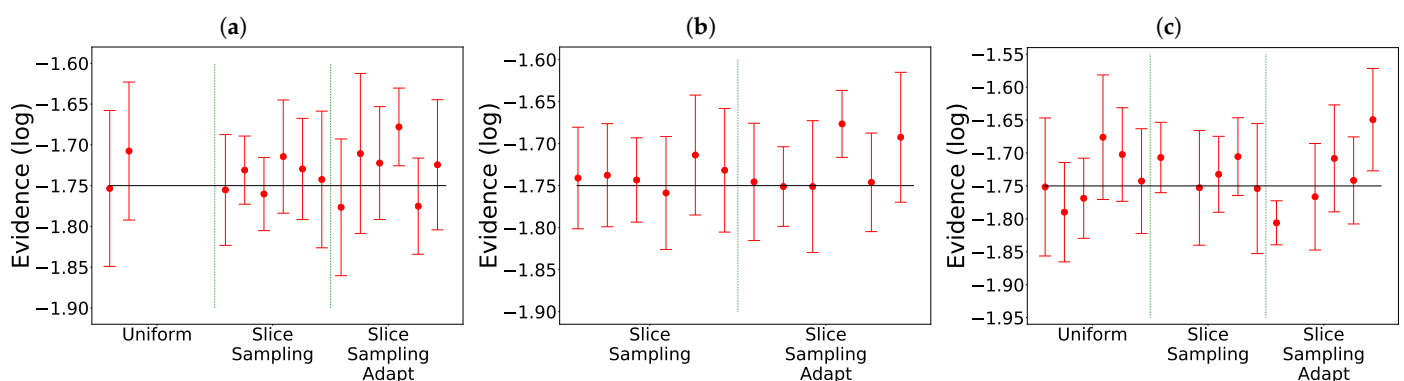 (a)
Evidence (log)
−1.60
−1.65
−1.70
−1.75
−1.80
−1.85
−1.90
Uniform
Slice
Sampling
Slice
Sampling
Adapt
(b)
Evidence (log)
−1.60
−1.65
−1.70
−1.75
−1.80
−1.85
−1.90
Slice
Sampling
Slice
Sampling
Adapt
(c)
Evidence (log)
−1.55
−1.60
−1.65
−1.70
−1.75
−1.80
−1.85
−1.90
−1.95
Uniform
Slice
Sampling
Slice
Sampling
Adapt